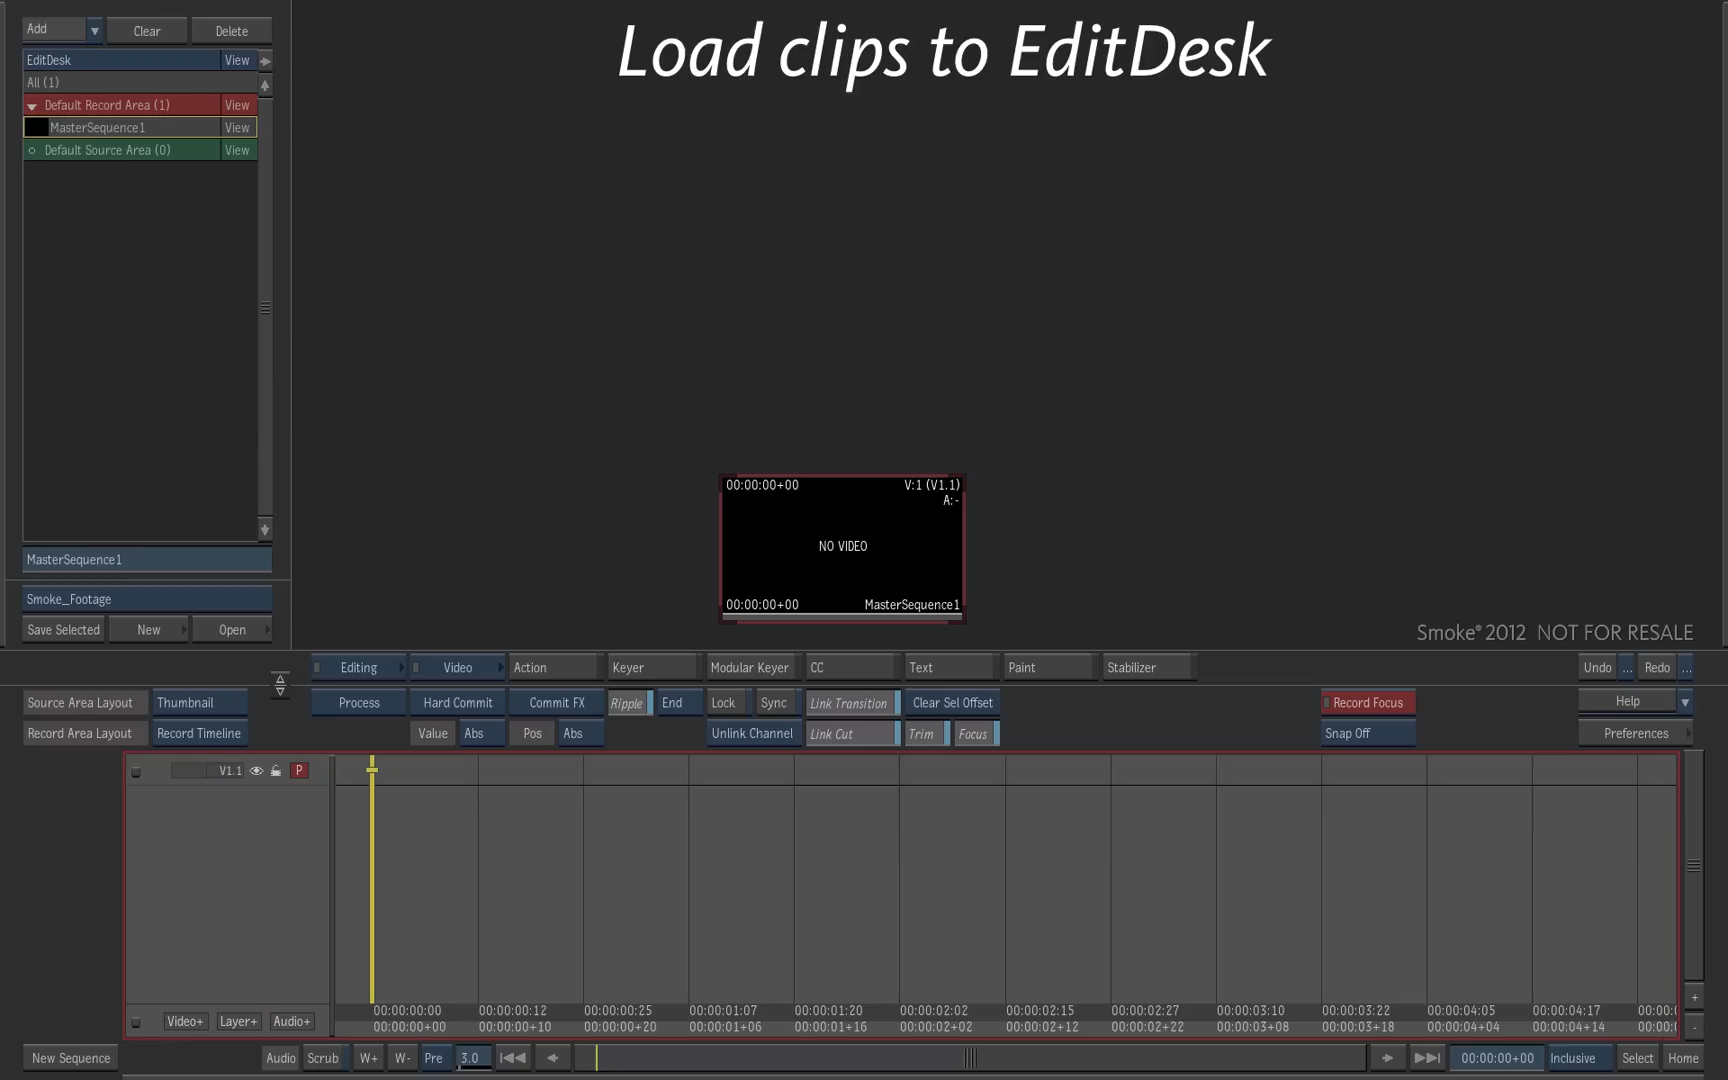 Load clips to EditDesk
Add
Clear
Delete
EditDesk View
All (1)
Default Record Area (1) View
MasterSequence1 View
Default Source Area (0) View
MasterSequence1
Smoke_Footage
Save Selected New Open
00:00:00+00 V:1 (V1.1)
A:-
NO VIDEO
00:00:00+00 MasterSequence1
Smoke® 2012 NOT FOR RESALE
Editing Video Action Keyer Modular Keyer CC Text Paint Stabilizer Undo ... Redo ...
Source Area Layout Thumbnail Process Hard Commit Commit FX Ripple End Lock Sync Link Transition Clear Sel Offset Record Focus Help
Record Area Layout Record Timeline Value Abs Pos Abs Unlink Channel Link Cut Trim Focus Snap Off Preferences
V1.1 P
00:00:00:00 00:00:00:12 00:00:00:25 00:00:01:07 00:00:01:20 00:00:02:02 00:00:02:15 00:00:02:27 00:00:03:10 00:00:03:22 00:00:04:05 00:00:04:17 00:00:0
+
Video+ Layer+ Audio+ 00:00:00+00 00:00:00+10 00:00:00+20 00:00:01+06 00:00:01+16 00:00:02+02 00:00:02+12 00:00:02+22 00:00:03+08 00:00:03+18 00:00:04+04 00:00:04+14 00:00:0
-
New Sequence Audio Scrub W+ W- Pre 3.0 00:00:00+00 Inclusive Select Home